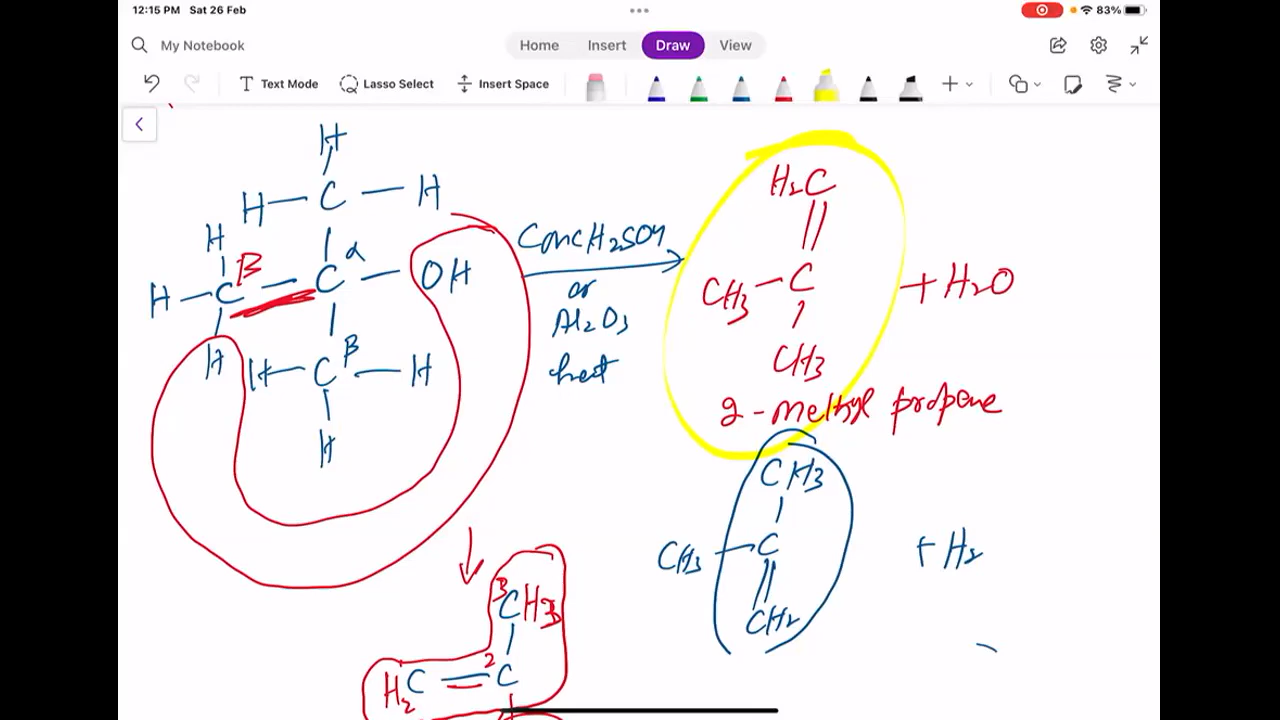 12:15 PM Sat 26 Feb
83%
My Notebook
Home Insert Draw View
Text Mode Lasso Select Insert Space
H
H — C — H
H
H — C β — C α — OH
H H — C β — H
H
Conc H2SO4
or
Al2O3
heat
H2C
CH3 — C + H2O
CH3
2-methyl propene
CH3
CH3 — C + H2
CH2
3 CH3
H2C = C 2